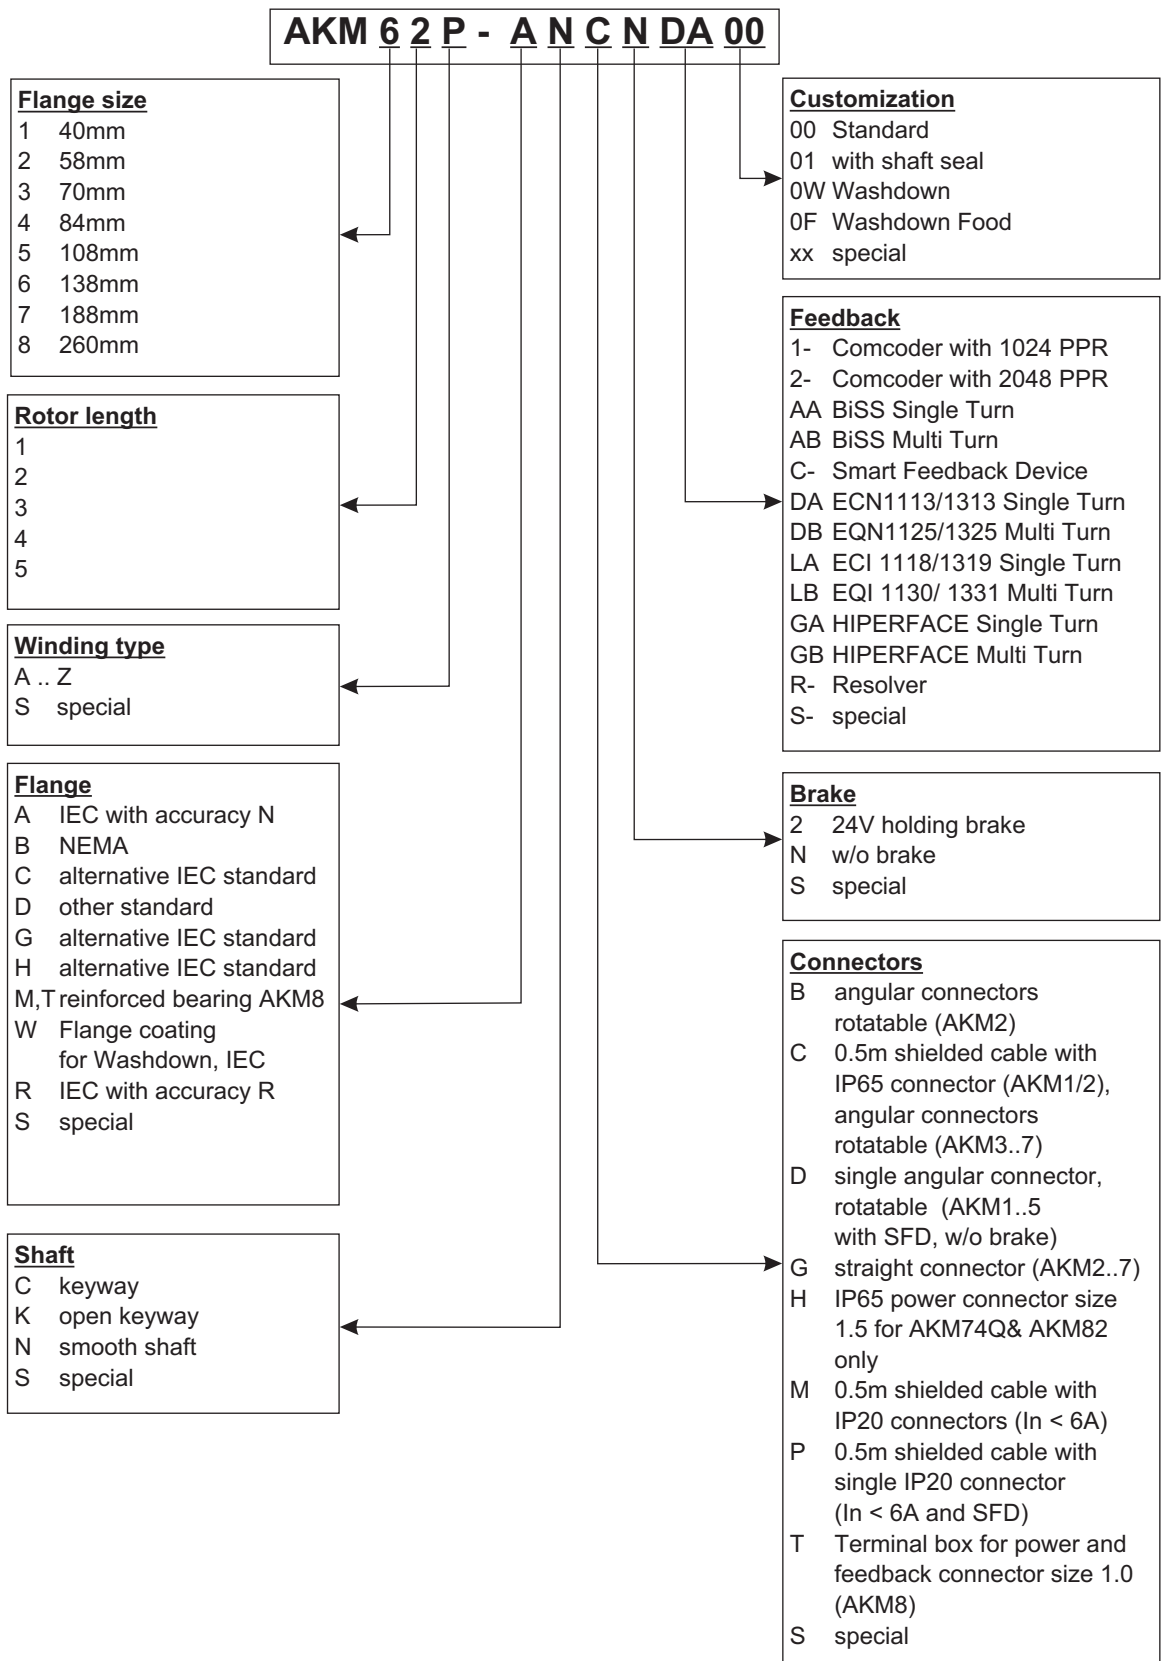 AKM 6 2 P - A N C N DA 00
Flange size
1 40mm
2 58mm
3 70mm
4 84mm
5 108mm
6 138mm
7 188mm
8 260mm
Rotor length
1
2
3
4
5
Winding type
A .. Z
S special
Flange
A IEC with accuracy N
B NEMA
C alternative IEC standard
D other standard
G alternative IEC standard
H alternative IEC standard
M,T reinforced bearing AKM8
W Flange coating
for Washdown, IEC
R IEC with accuracy R
S special
Shaft
C keyway
K open keyway
N smooth shaft
S special
Customization
00 Standard
01 with shaft seal
0W Washdown
0F Washdown Food
xx special
Feedback
1- Comcoder with 1024 PPR
2- Comcoder with 2048 PPR
AA BiSS Single Turn
AB BiSS Multi Turn
C- Smart Feedback Device
DA ECN1113/1313 Single Turn
DB EQN1125/1325 Multi Turn
LA ECI 1118/1319 Single Turn
LB EQI 1130/ 1331 Multi Turn
GA HIPERFACE Single Turn
GB HIPERFACE Multi Turn
R- Resolver
S- special
Brake
2 24V holding brake
N w/o brake
S special
Connectors
B angular connectors
rotatable (AKM2)
C 0.5m shielded cable with
IP65 connector (AKM1/2),
angular connectors
rotatable (AKM3..7)
D single angular connector,
rotatable (AKM1..5
with SFD, w/o brake)
G straight connector (AKM2..7)
H IP65 power connector size
1.5 for AKM74Q& AKM82
only
M 0.5m shielded cable with
IP20 connectors (In < 6A)
P 0.5m shielded cable with
single IP20 connector
(In < 6A and SFD)
T Terminal box for power and
feedback connector size 1.0
(AKM8)
S special